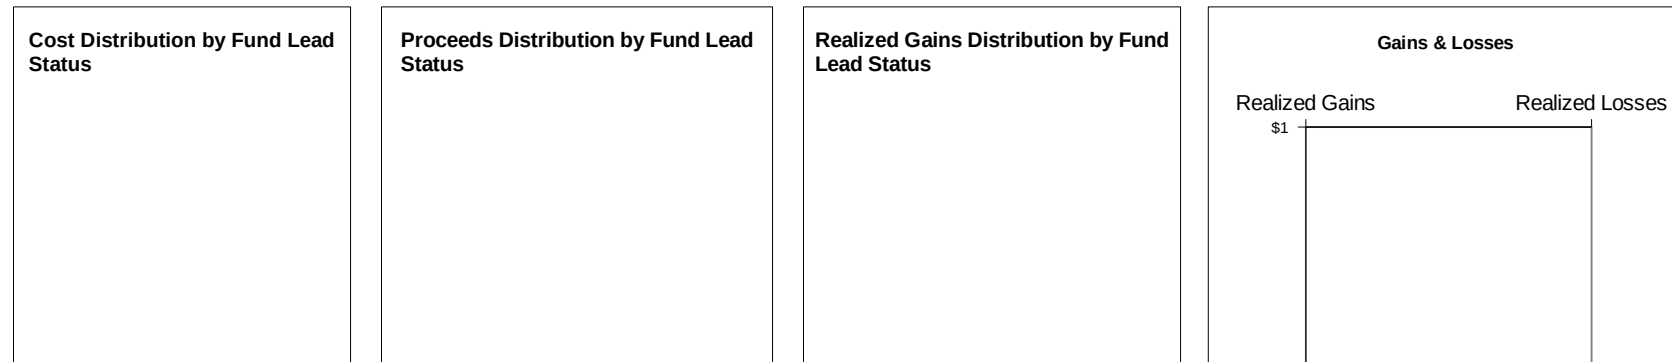 Cost Distribution by Fund Lead
Status
Proceeds Distribution by Fund Lead
Status
Realized Gains Distribution by Fund
Lead Status
Gains & Losses
Realized Gains
Realized Losses
$1